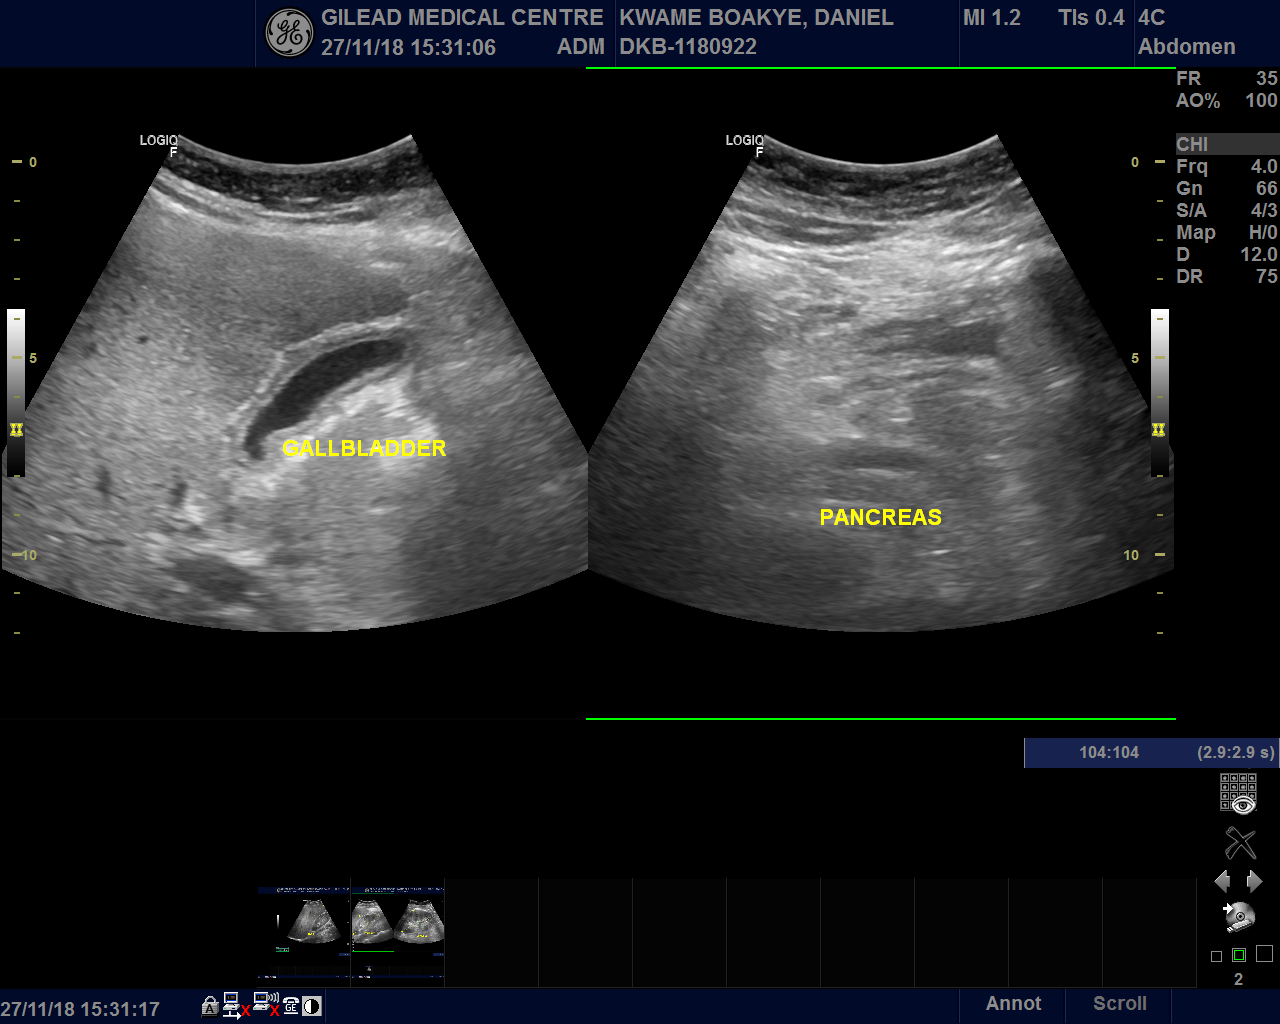 GILEAD MEDICAL CENTRE
27/11/18 15:31:06 ADM
KWAME BOAKYE, DANIEL
DKB-1180922
MI 1.2 TIs 0.4
4C
Abdomen
FR 35
AO% 100
CHI
Frq 4.0
Gn 66
S/A 4/3
Map H/0
D 12.0
DR 75
LOGIQ
F
0
5
10
GALLBLADDER
LOGIQ
F
0
5
10
PANCREAS
104:104 (2.9:2.9 s)
2
27/11/18 15:31:17
A
GE
Annot
Scroll